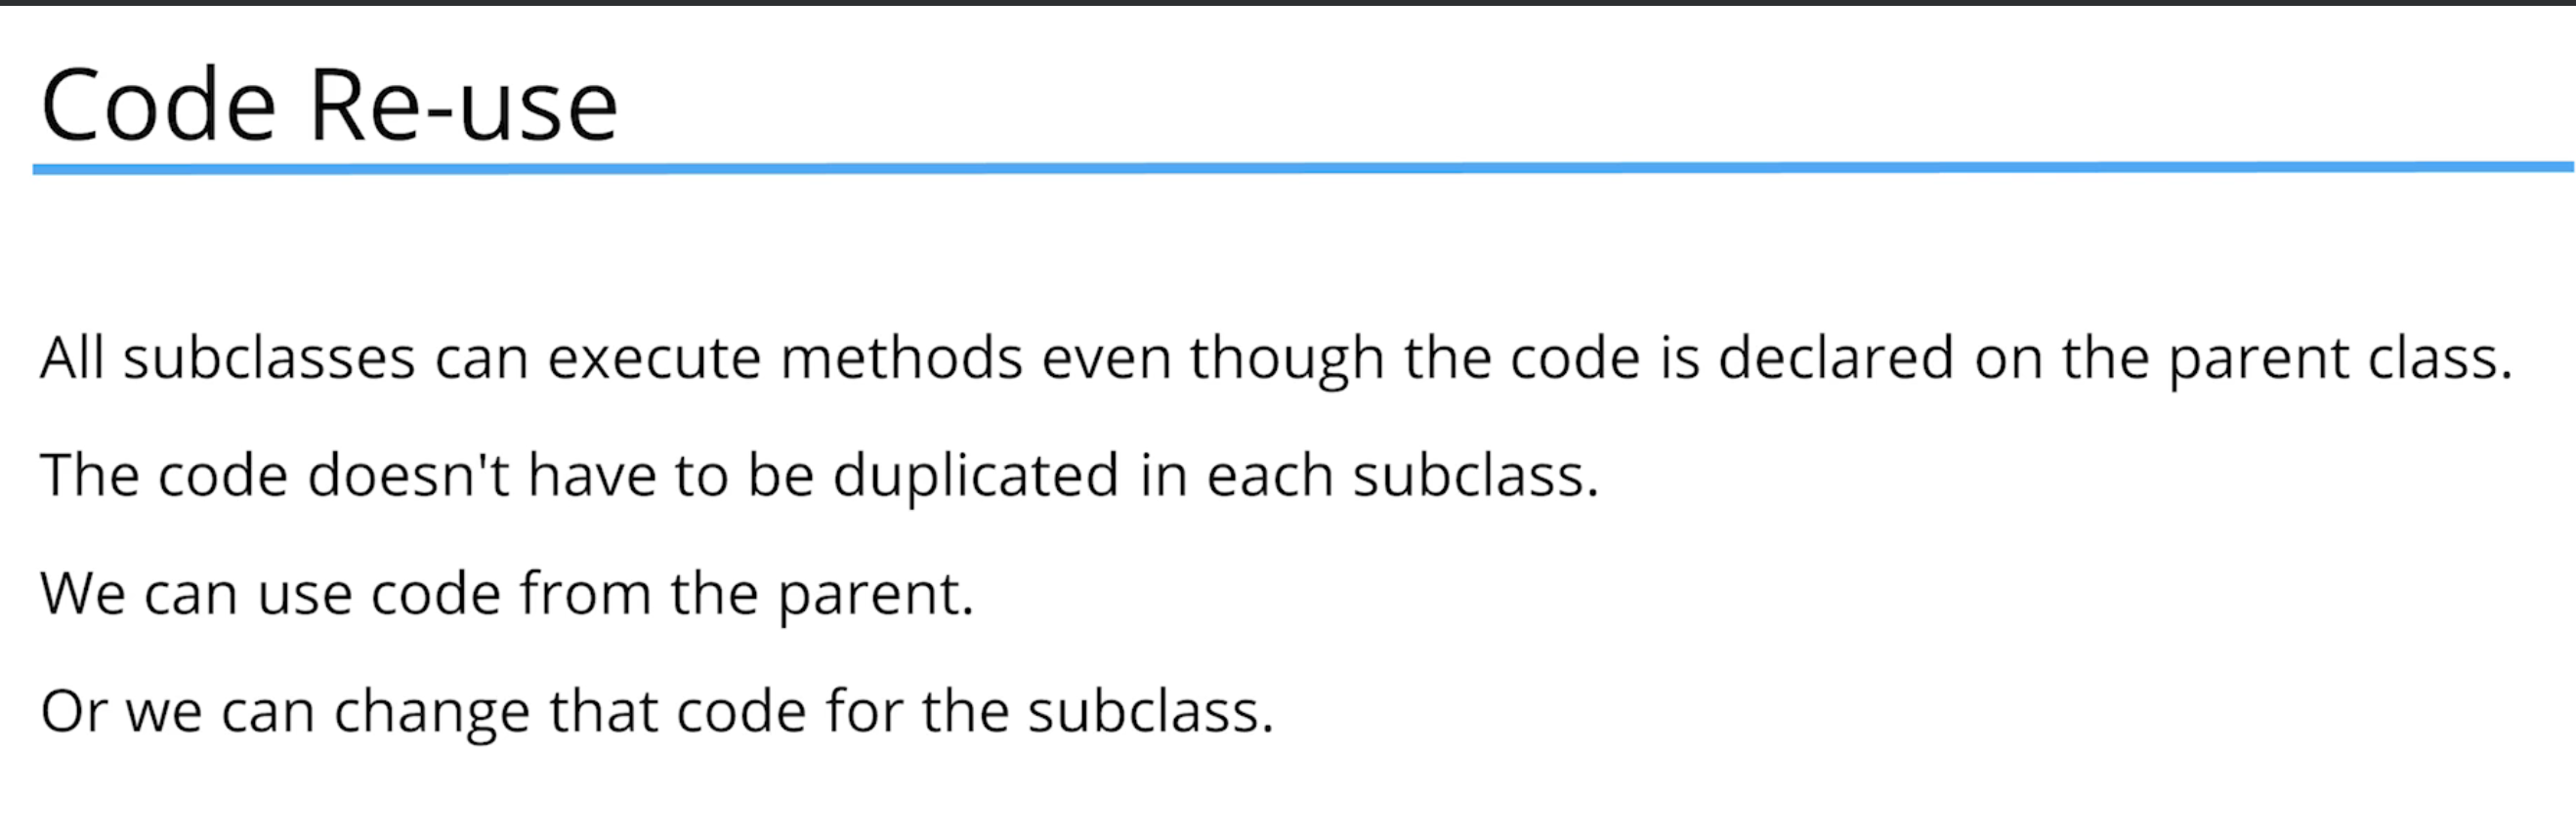 Code Re-use
All subclasses can execute methods even though the code is declared on the parent class.
The code doesn't have to be duplicated in each subclass.
We can use code from the parent.
Or we can change that code for the subclass.